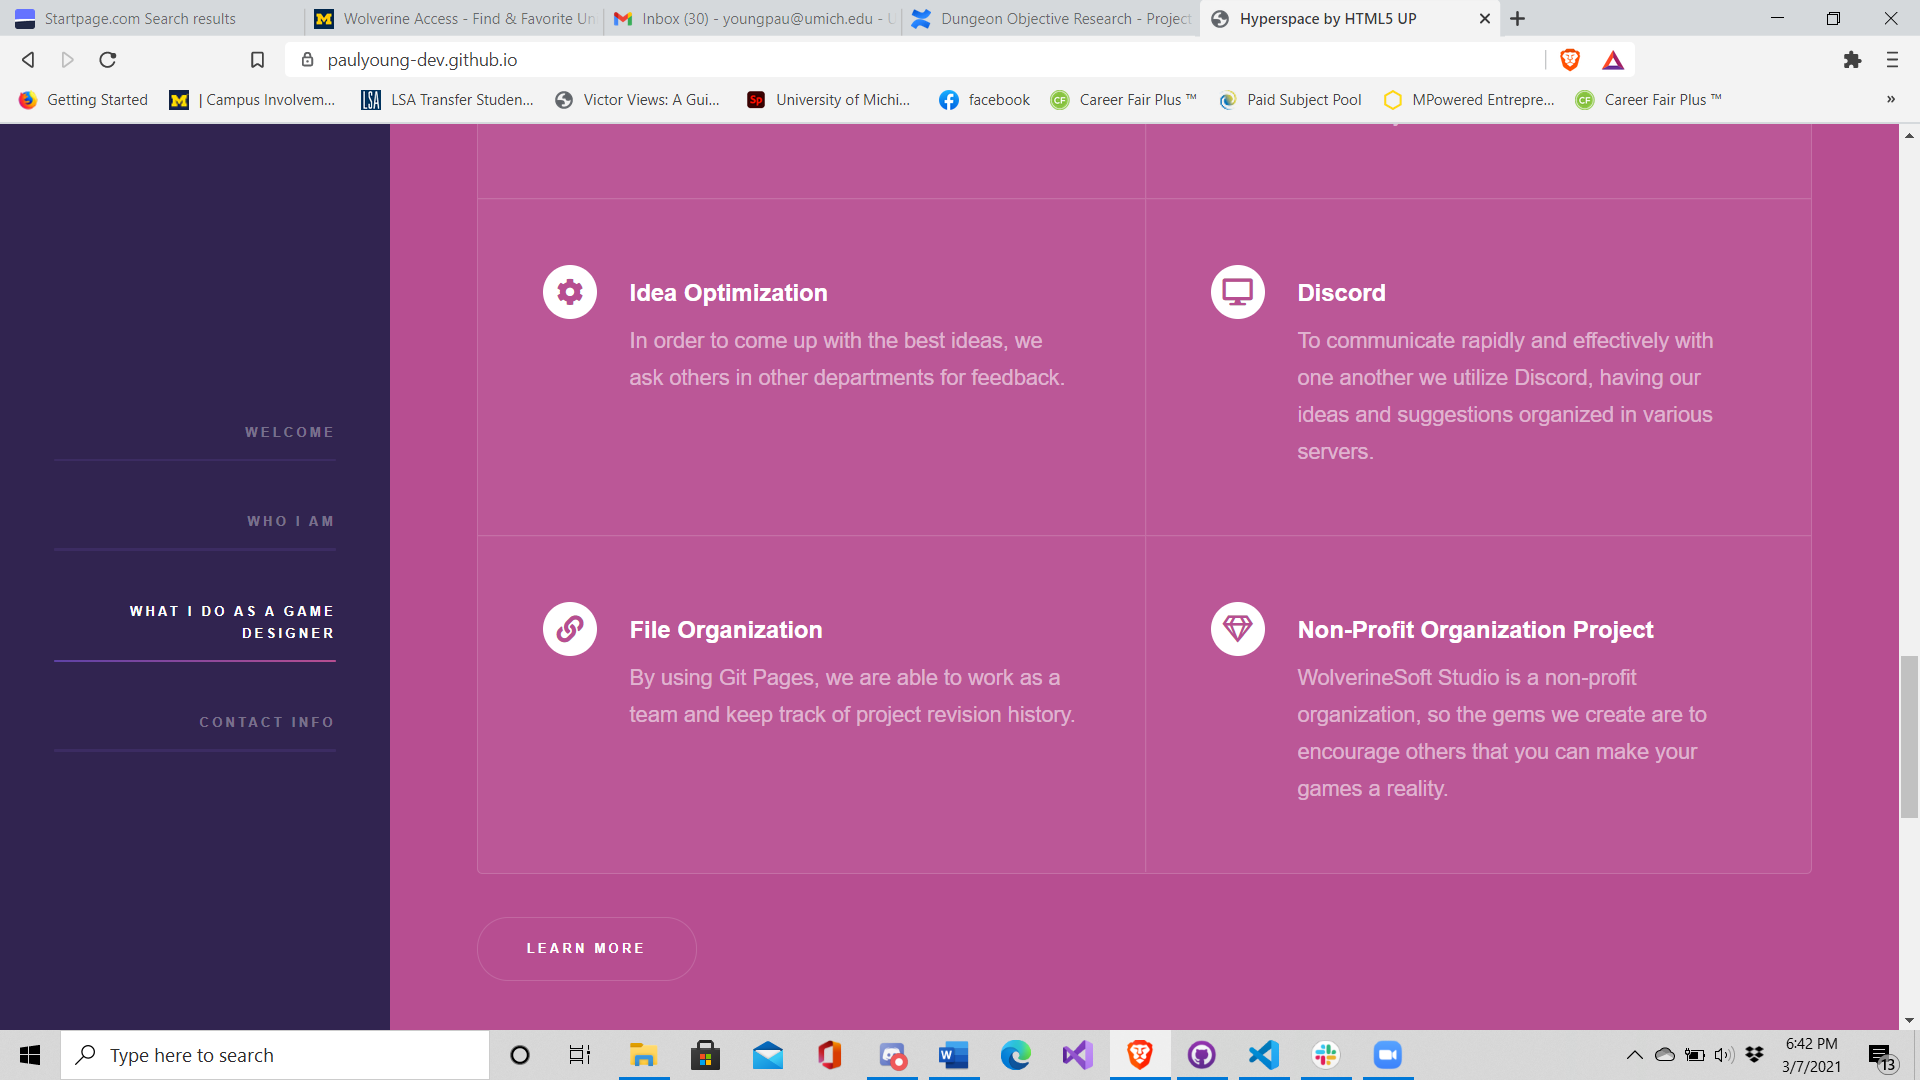 Startpage.com Search results
Wolverine Access - Find & Favorite Un
Inbox (30) - youngpau@umich.edu - U
Dungeon Objective Research - Project
Hyperspace by HTML5 UP
paulyoung-dev.github.io
Getting Started
| Campus Involvem...
LSA Transfer Studen...
Victor Views: A Gui...
University of Michi...
facebook
Career Fair Plus ™
Paid Subject Pool
MPowered Entrepre...
Career Fair Plus ™
»
WELCOME
WHO I AM
WHAT I DO AS A GAME
DESIGNER
CONTACT INFO
Idea Optimization
In order to come up with the best ideas, we
ask others in other departments for feedback.
Discord
To communicate rapidly and effectively with
one another we utilize Discord, having our
ideas and suggestions organized in various
servers.
File Organization
By using Git Pages, we are able to work as a
team and keep track of project revision history.
Non-Profit Organization Project
WolverineSoft Studio is a non-profit
organization, so the gems we create are to
encourage others that you can make your
games a reality.
LEARN MORE
Type here to search
6:42 PM
3/7/2021
13